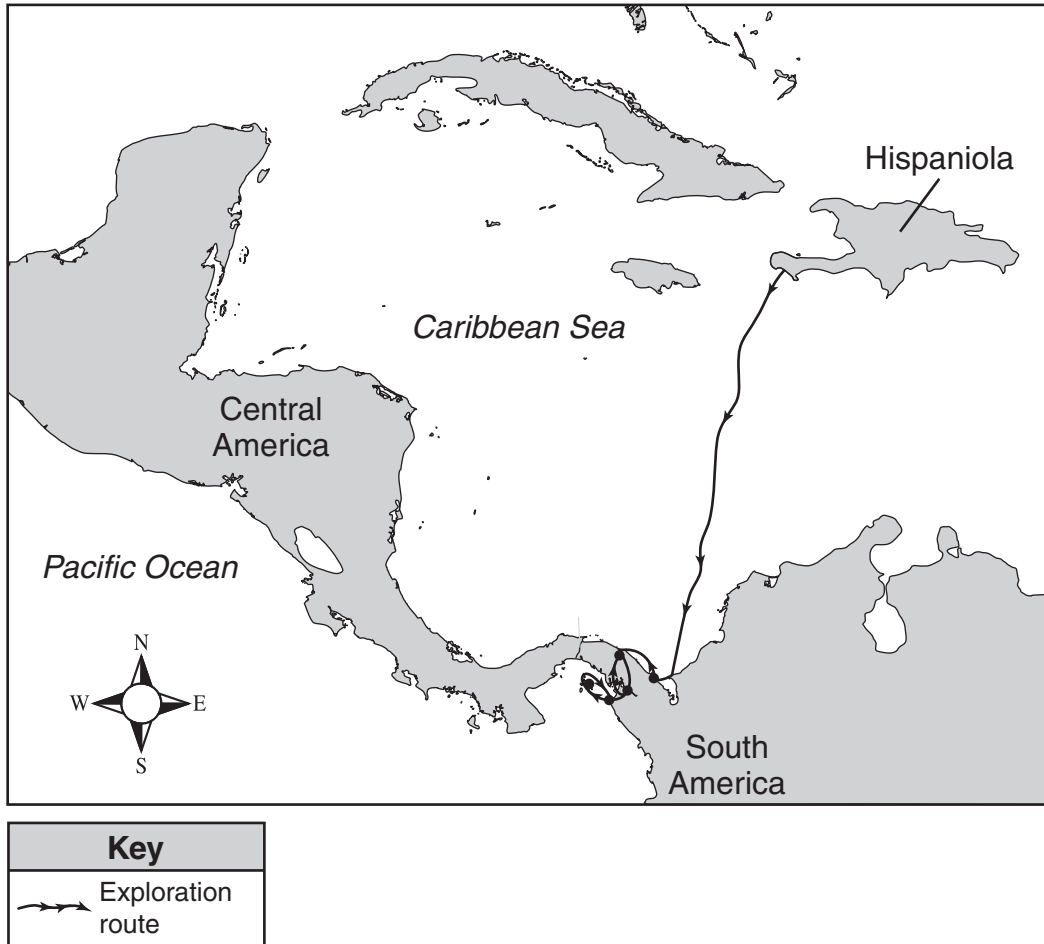 Hispaniola
Caribbean Sea
Central
America
Pacific Ocean
N
W
E
S
South
America
Key
Exploration
route